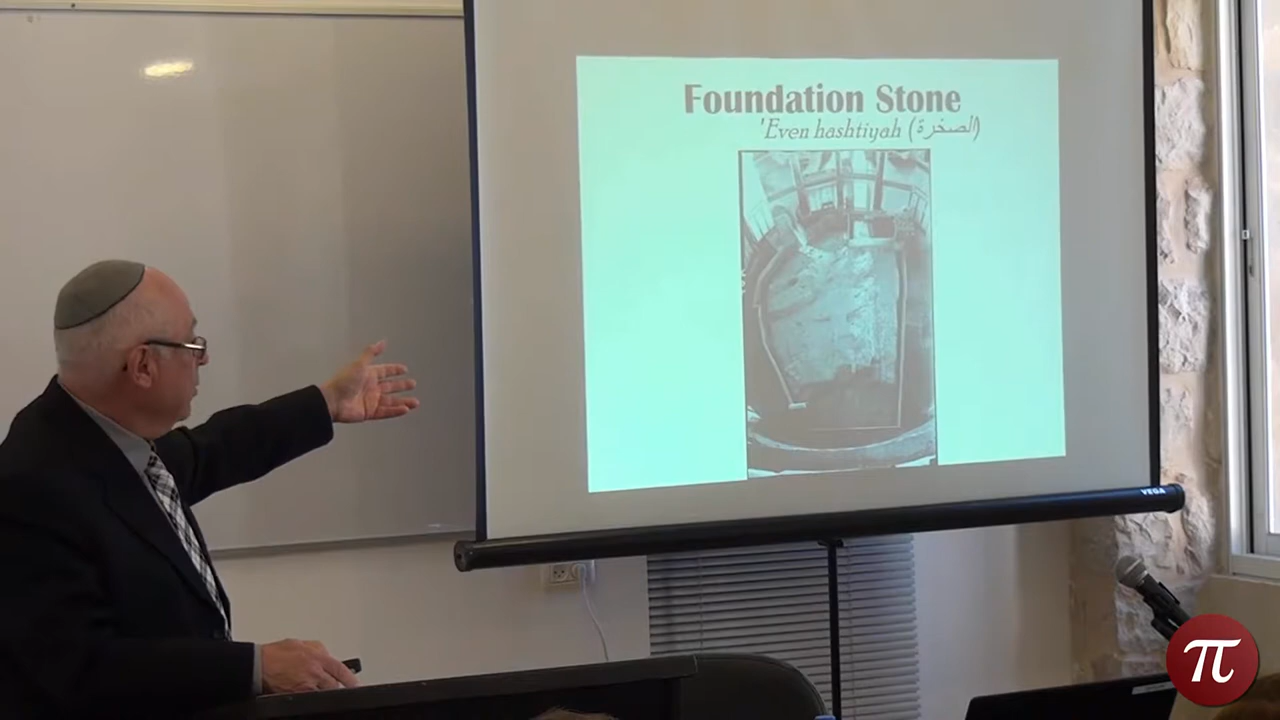 Foundation Stone
'Even hashtiyah (الصخرة)
VEGA
π